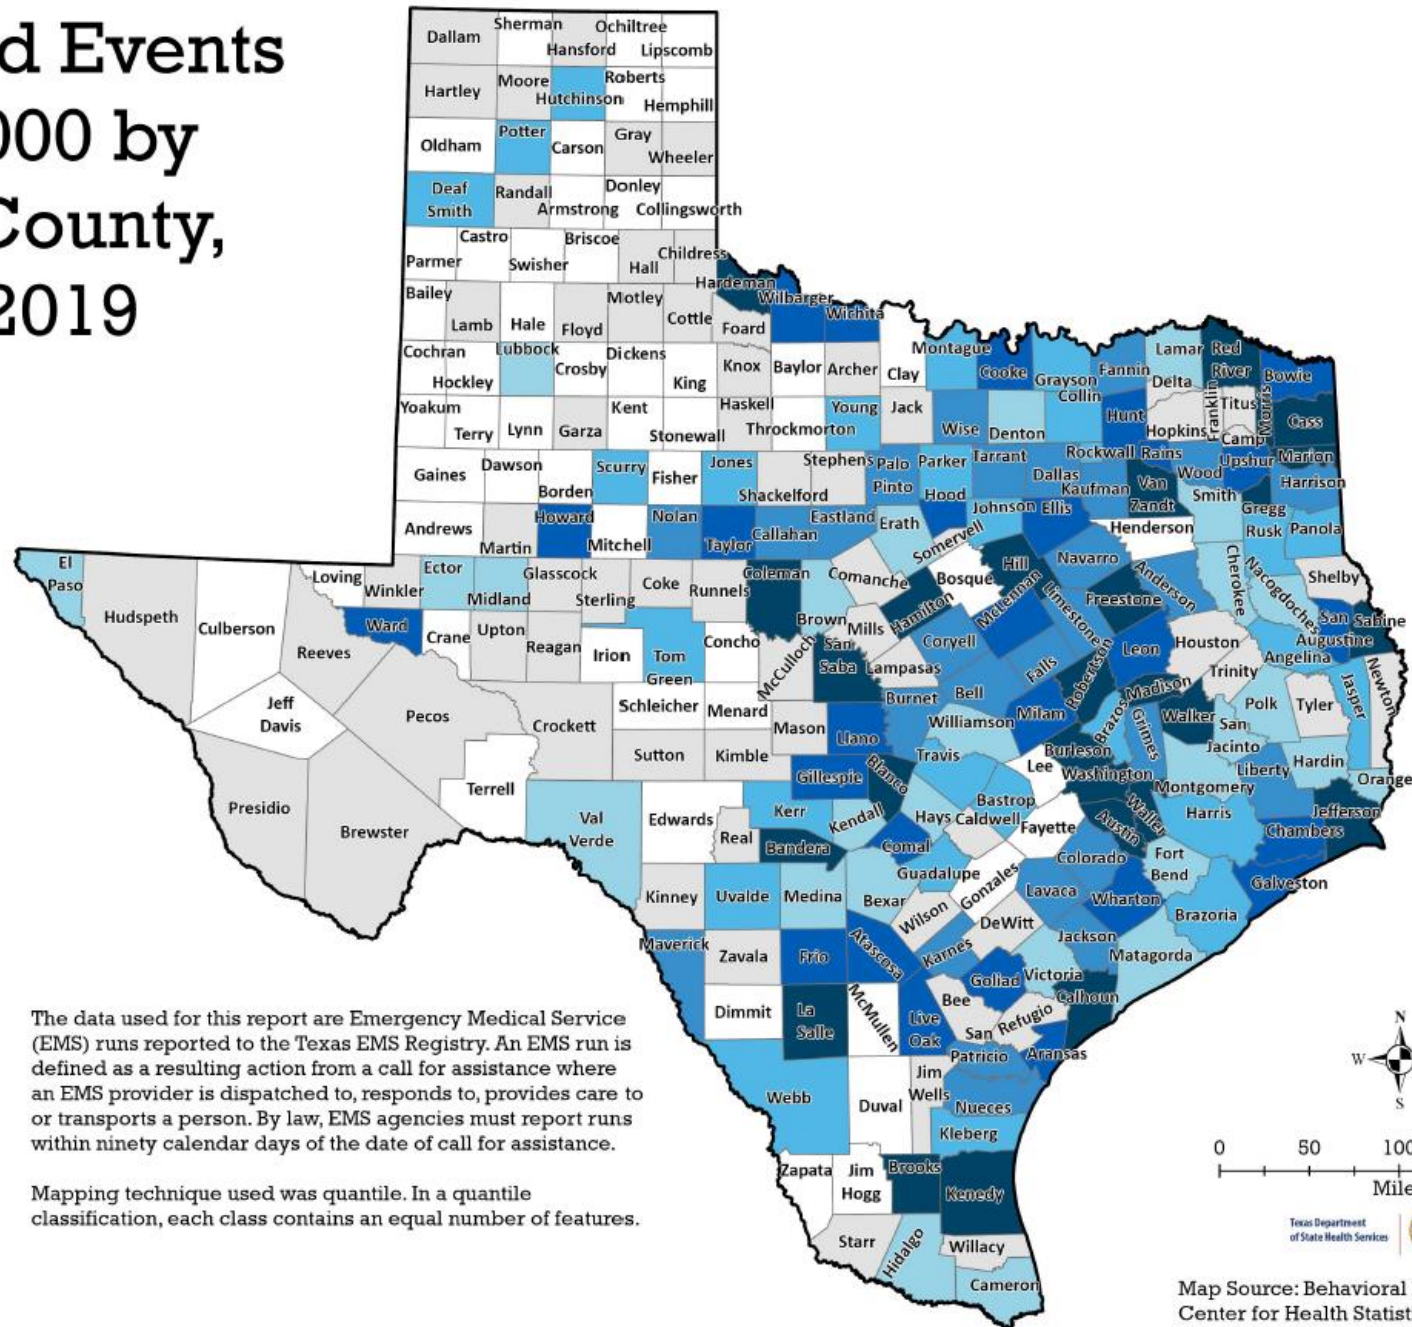 d Events
000 by
County,
2019
Dallam
Sherman
Hansford
Ochiltree
Lipscomb
Hartley
Moore
Hutchinson
Roberts
Hemphill
Oldham
Potter
Carson
Gray
Wheeler
Deaf
Smith
Randall
Armstrong
Donley
Collingsworth
Parmer
Castro
Swisher
Briscoe
Hall
Childress
Hardeman
Wilbarger
Wichita
Bailey
Lamb
Hale
Floyd
Motley
Cottle
Foard
Cochran
Hockley
Lubbock
Crosby
Dickens
King
Knox
Baylor
Archer
Clay
Montague
Cooke
Grayson
Collin
Fannin
Lamar
Delta
Red
River
Bowie
Yoakum
Terry
Lynn
Garza
Kent
Stonewall
Haskell
Throckmorton
Young
Jack
Wise
Denton
Hunt
Hopkins
Franklin
Titus
Camp
Morris
Cass
Gaines
Dawson
Borden
Scurry
Fisher
Jones
Shackelford
Stephens
Palo
Pinto
Parker
Hood
Tarrant
Dallas
Rockwall
Kaufman
Rains
Van
Zandt
Wood
Upshur
Marion
Harrison
Smith
Gregg
Rusk
Panola
Andrews
Martin
Howard
Mitchell
Nolan
Taylor
Callahan
Eastland
Erath
Somervell
Johnson
Ellis
Henderson
Navarro
Hill
Bosque
El
Paso
Hudspeth
Culberson
Loving
Winkler
Ector
Midland
Glasscock
Sterling
Coke
Runnels
Coleman
Brown
Comanche
Mills
Hamilton
McLennan
Limestone
Freestone
Anderson
Cherokee
Nacogdoches
Shelby
San
Augustine
Sabine
Reeves
Ward
Crane
Upton
Reagan
Irion
Tom
Green
Concho
McCulloch
San
Saba
Lampasas
Coryell
Falls
Robertson
Leon
Houston
Trinity
Angelina
Jasper
Newton
Jeff
Davis
Pecos
Crockett
Schleicher
Menard
Mason
Llano
Burnet
Bell
Williamson
Milam
Brazos
Madison
Grimes
Walker
San
Jacinto
Polk
Tyler
Hardin
Orange
Presidio
Brewster
Terrell
Sutton
Kimble
Gillespie
Blanco
Travis
Lee
Burleson
Washington
Montgomery
Liberty
Jefferson
Chambers
Val
Verde
Edwards
Real
Kerr
Kendall
Bandera
Hays
Caldwell
Bastrop
Fayette
Austin
Waller
Harris
Galveston
Comal
Guadalupe
Gonzales
Colorado
Fort
Bend
Wharton
Brazoria
Kinney
Uvalde
Medina
Bexar
Wilson
DeWitt
Lavaca
Jackson
Matagorda
Maverick
Zavala
Frio
Atascosa
Karnes
Goliad
Victoria
Calhoun
Dimmit
La
Salle
McMullen
Live
Oak
Bee
San
Patricio
Refugio
Aransas
Webb
Duval
Jim
Wells
Nueces
Kleberg
Zapata
Jim
Hogg
Brooks
Kenedy
Starr
Hidalgo
Willacy
Cameron
The data used for this report are Emergency Medical Service
(EMS) runs reported to the Texas EMS Registry. An EMS run is
defined as a resulting action from a call for assistance where
an EMS provider is dispatched to, responds to, provides care to
or transports a person. By law, EMS agencies must report runs
within ninety calendar days of the date of call for assistance.
Mapping technique used was quantile. In a quantile
classification, each class contains an equal number of features.
N
W
S
0 50 100
Mile
Texas Department
of State Health Services
Map Source: Behavioral
Center for Health Statist